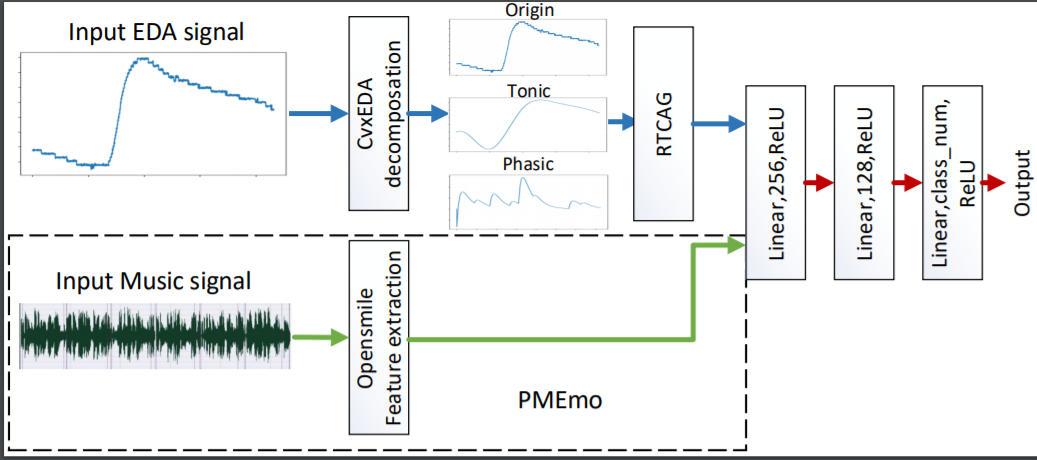 Input EDA signal
CvxEDA
decomposation
Origin
Tonic
Phasic
RTCAG
Linear,256,ReLU
Linear,128,ReLU
Linear,class_num,
ReLU
Output
Input Music signal
Opensmile
Feature extraction
PMEmo